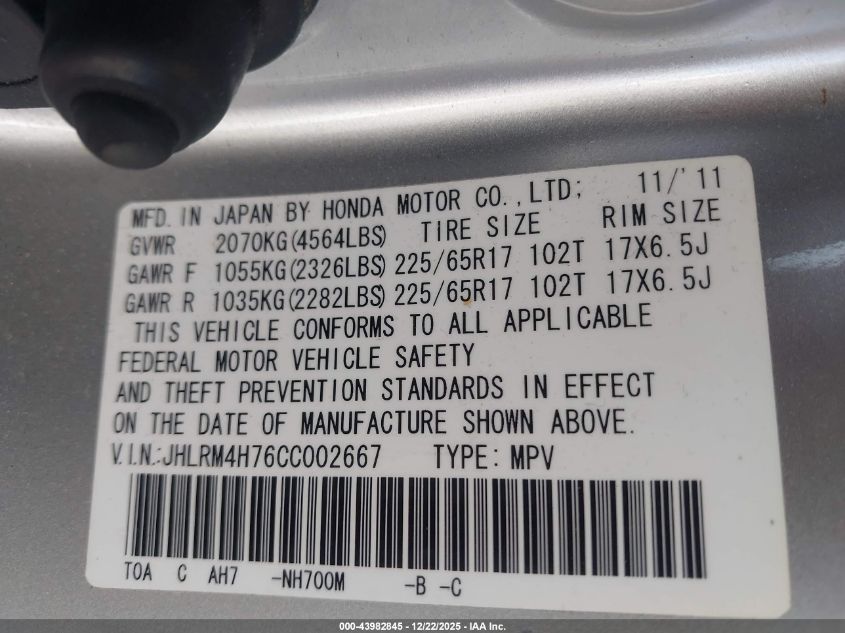 MFD. IN JAPAN BY HONDA MOTOR CO., LTD; 11/'11
GVWR 2070KG(4564LBS) TIRE SIZE RIM SIZE
GAWR F 1055KG(2326LBS) 225/65R17 102T 17X6.5J
GAWR R 1035KG(2282LBS) 225/65R17 102T 17X6.5J
THIS VEHICLE CONFORMS TO ALL APPLICABLE
FEDERAL MOTOR VEHICLE SAFETY
AND THEFT PREVENTION STANDARDS IN EFFECT
ON THE DATE OF MANUFACTURE SHOWN ABOVE.
V.I.N.:JHLRM4H76CC002667 TYPE: MPV
T0A C AH7 -NH700M -B -C
000-43982845 - 12/22/2025 - IAA Inc.